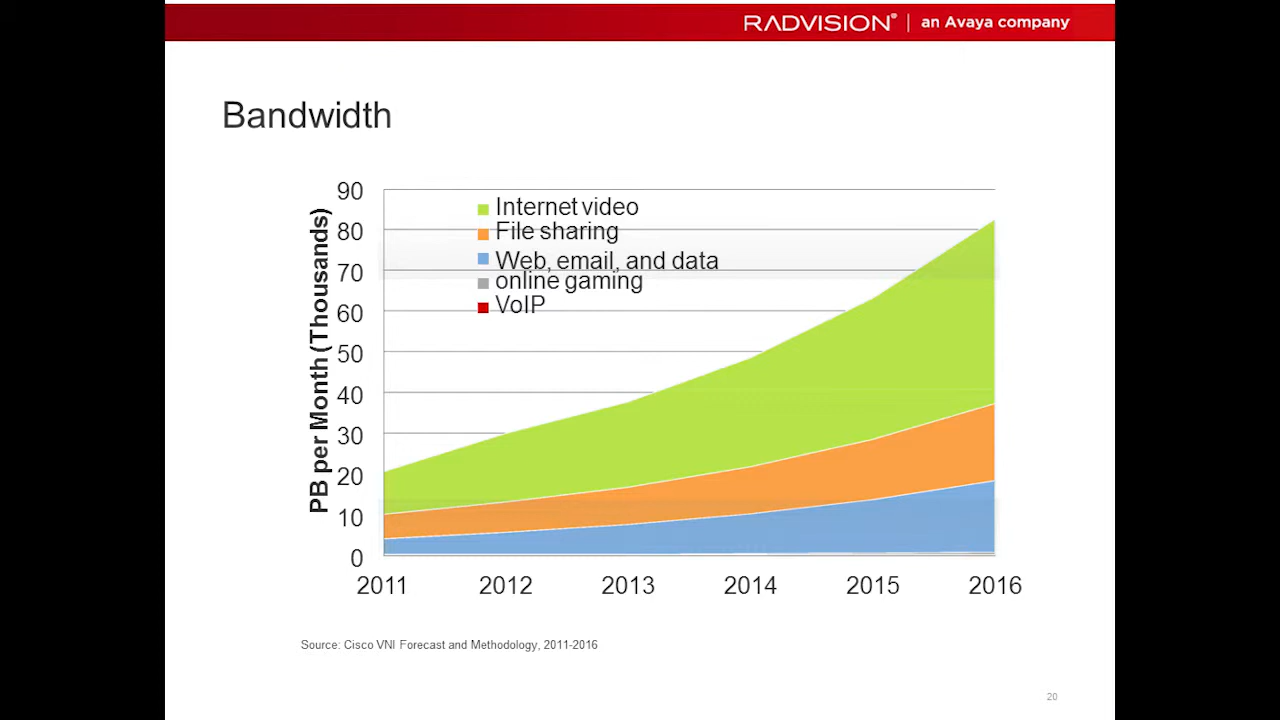 RADVISION® | an Avaya company
Bandwidth
PB per Month (Thousands)
90
80
70
60
50
40
30
20
10
0
Internet video
File sharing
Web, email, and data
online gaming
VoIP
2011 2012 2013 2014 2015 2016
Source: Cisco VNI Forecast and Methodology, 2011-2016
20